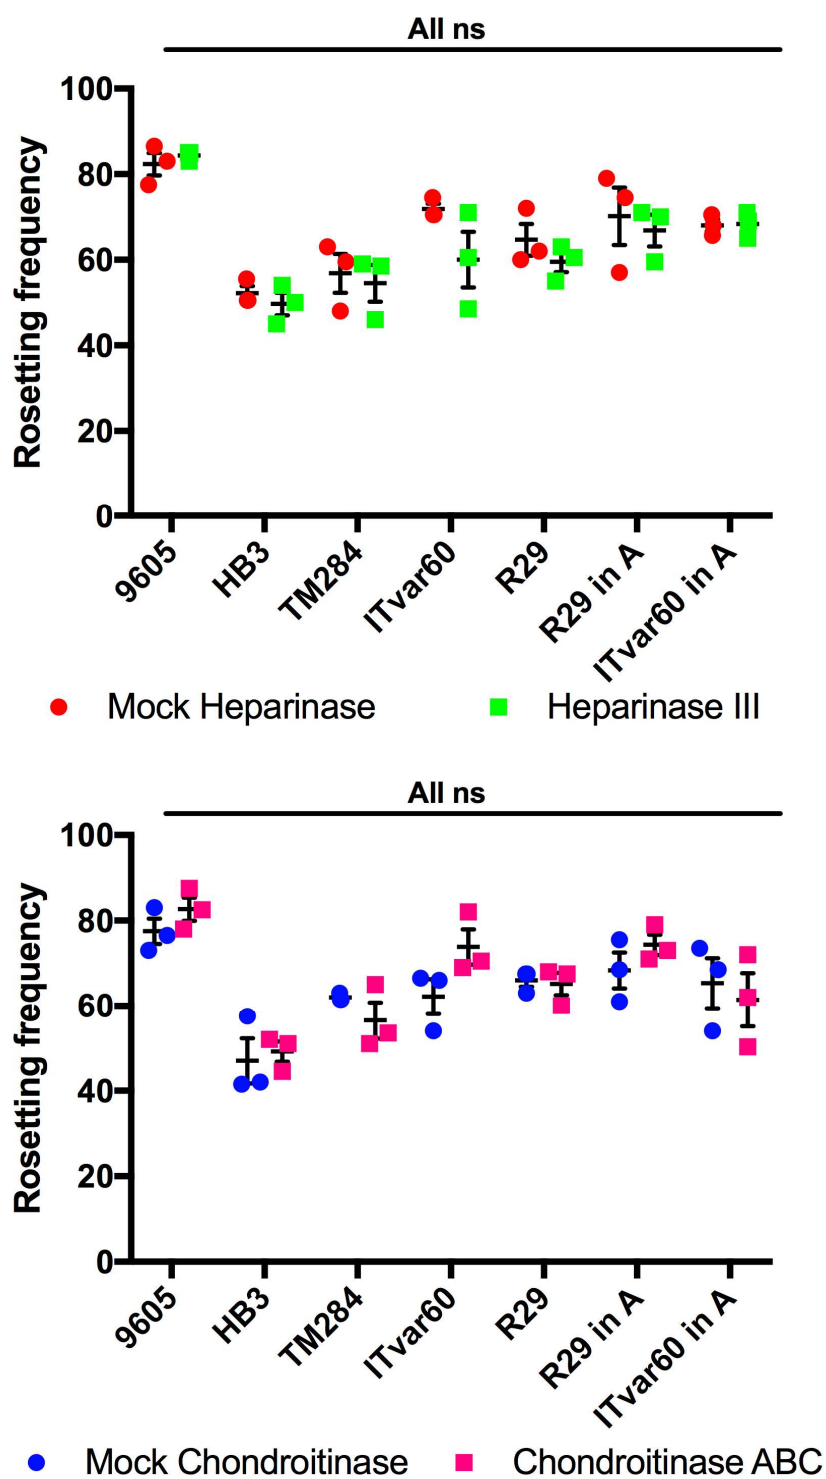 All ns
Rosetting frequency
100
80
60
40
20
0
9605
HB3
TM284
ITvar60
R29
R29 in A
ITvar60 in A
Mock Heparinase
Heparinase III
All ns
Rosetting frequency
100
80
60
40
20
0
9605
HB3
TM284
ITvar60
R29
R29 in A
ITvar60 in A
Mock Chondroitinase
Chondroitinase ABC